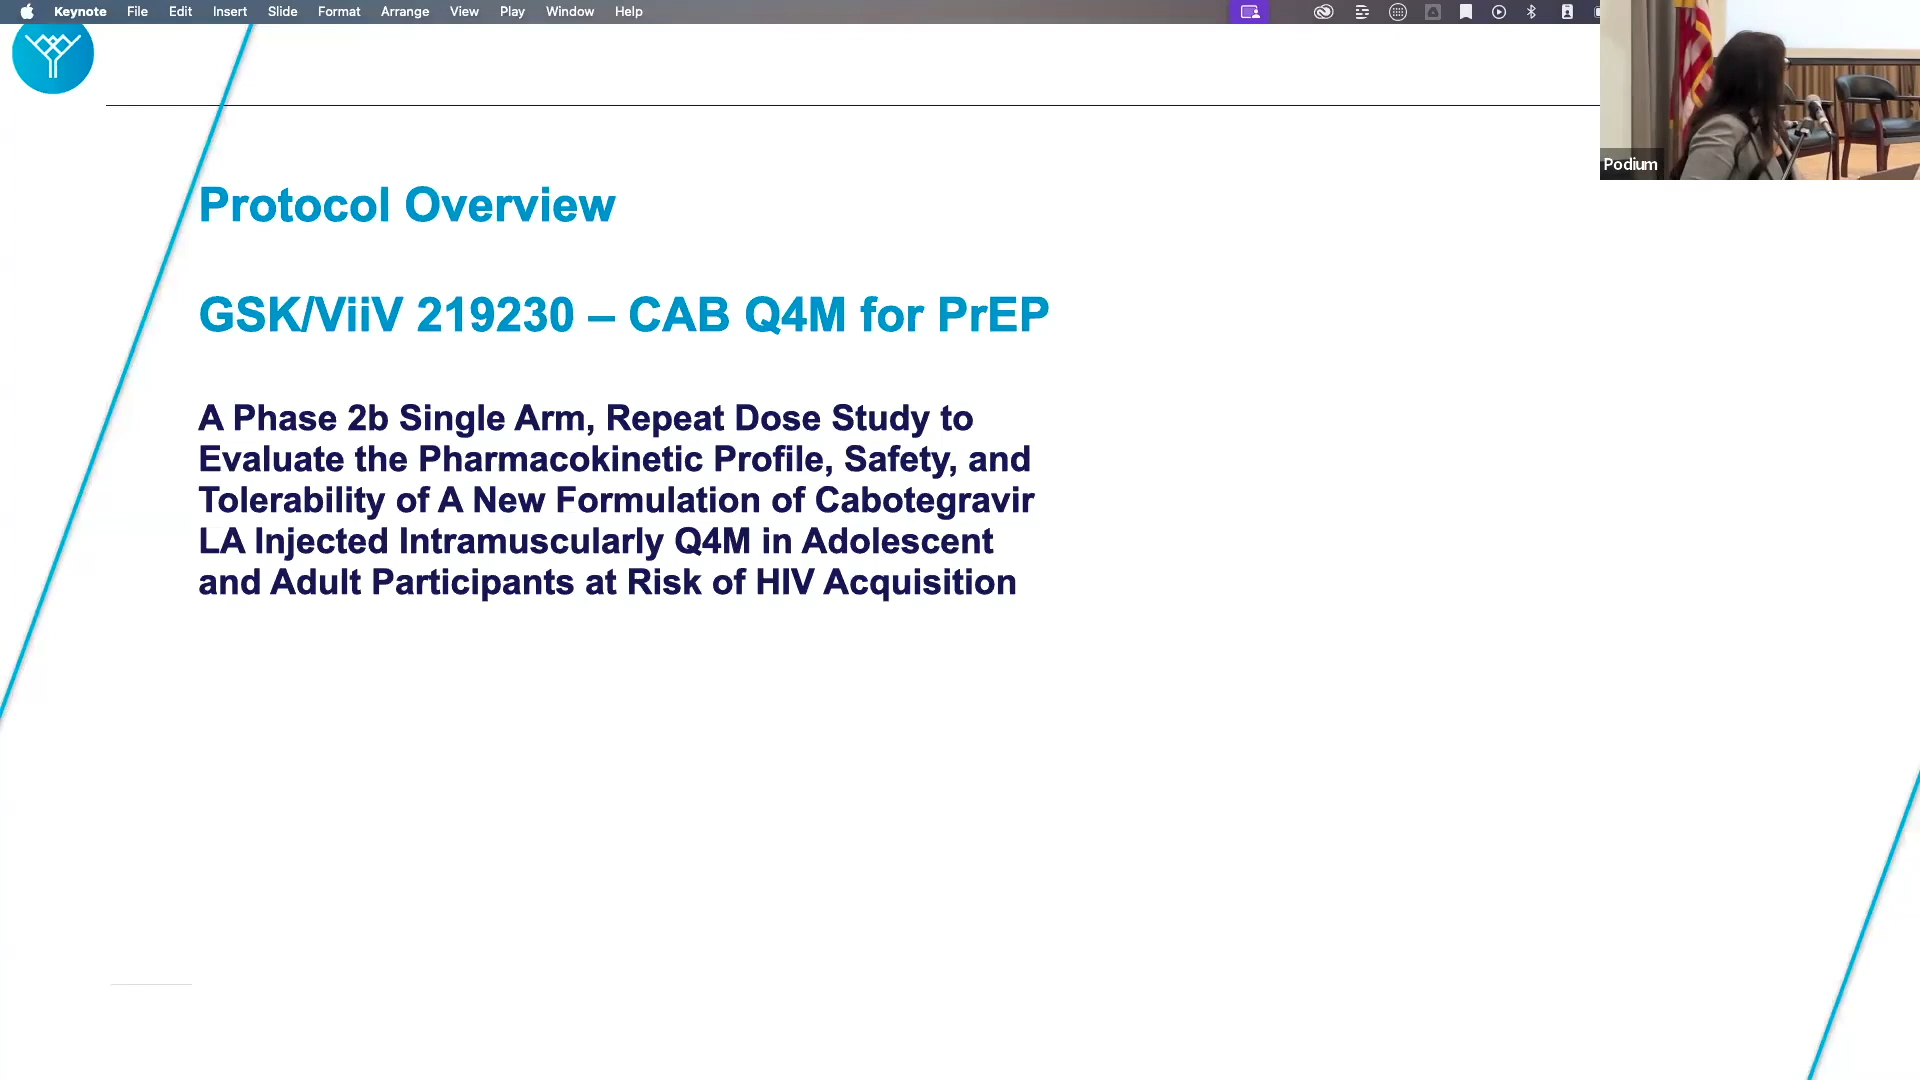 Keynote File Edit Insert Slide Format Arrange View Play Window Help
Podium
Protocol Overview
GSK/ViiV 219230 – CAB Q4M for PrEP
A Phase 2b Single Arm, Repeat Dose Study to
Evaluate the Pharmacokinetic Profile, Safety, and
Tolerability of A New Formulation of Cabotegravir
LA Injected Intramuscularly Q4M in Adolescent
and Adult Participants at Risk of HIV Acquisition